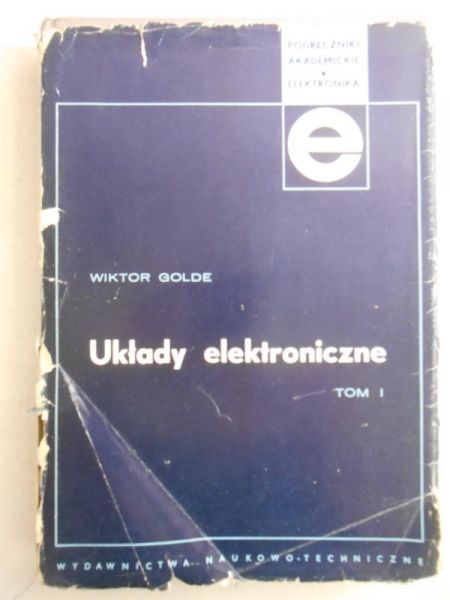 PODRĘCZNIKI
AKADEMICKIE
•
ELEKTRONIKA
e
WIKTOR GOLDE
Układy elektroniczne
TOM I
WYDAWNICTWA NAUKOWO-TECHNICZNE